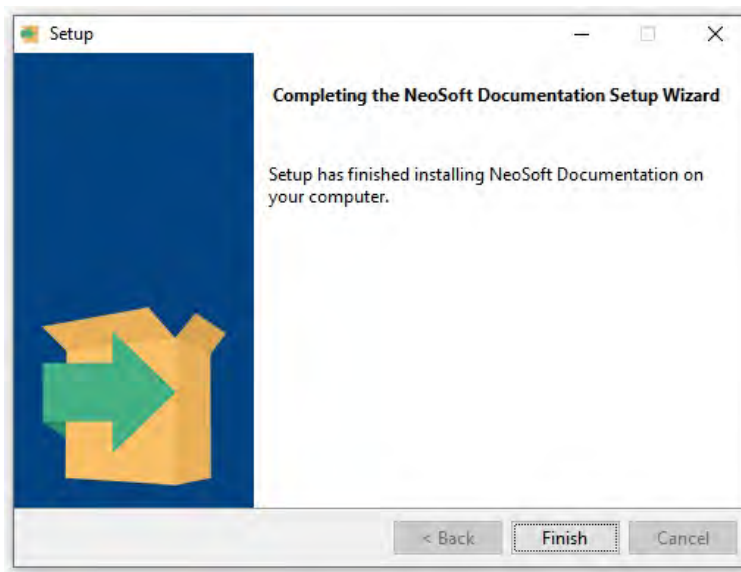 Setup
Completing the NeoSoft Documentation Setup Wizard
Setup has finished installing NeoSoft Documentation on
your computer.
< Back
Finish
Cancel